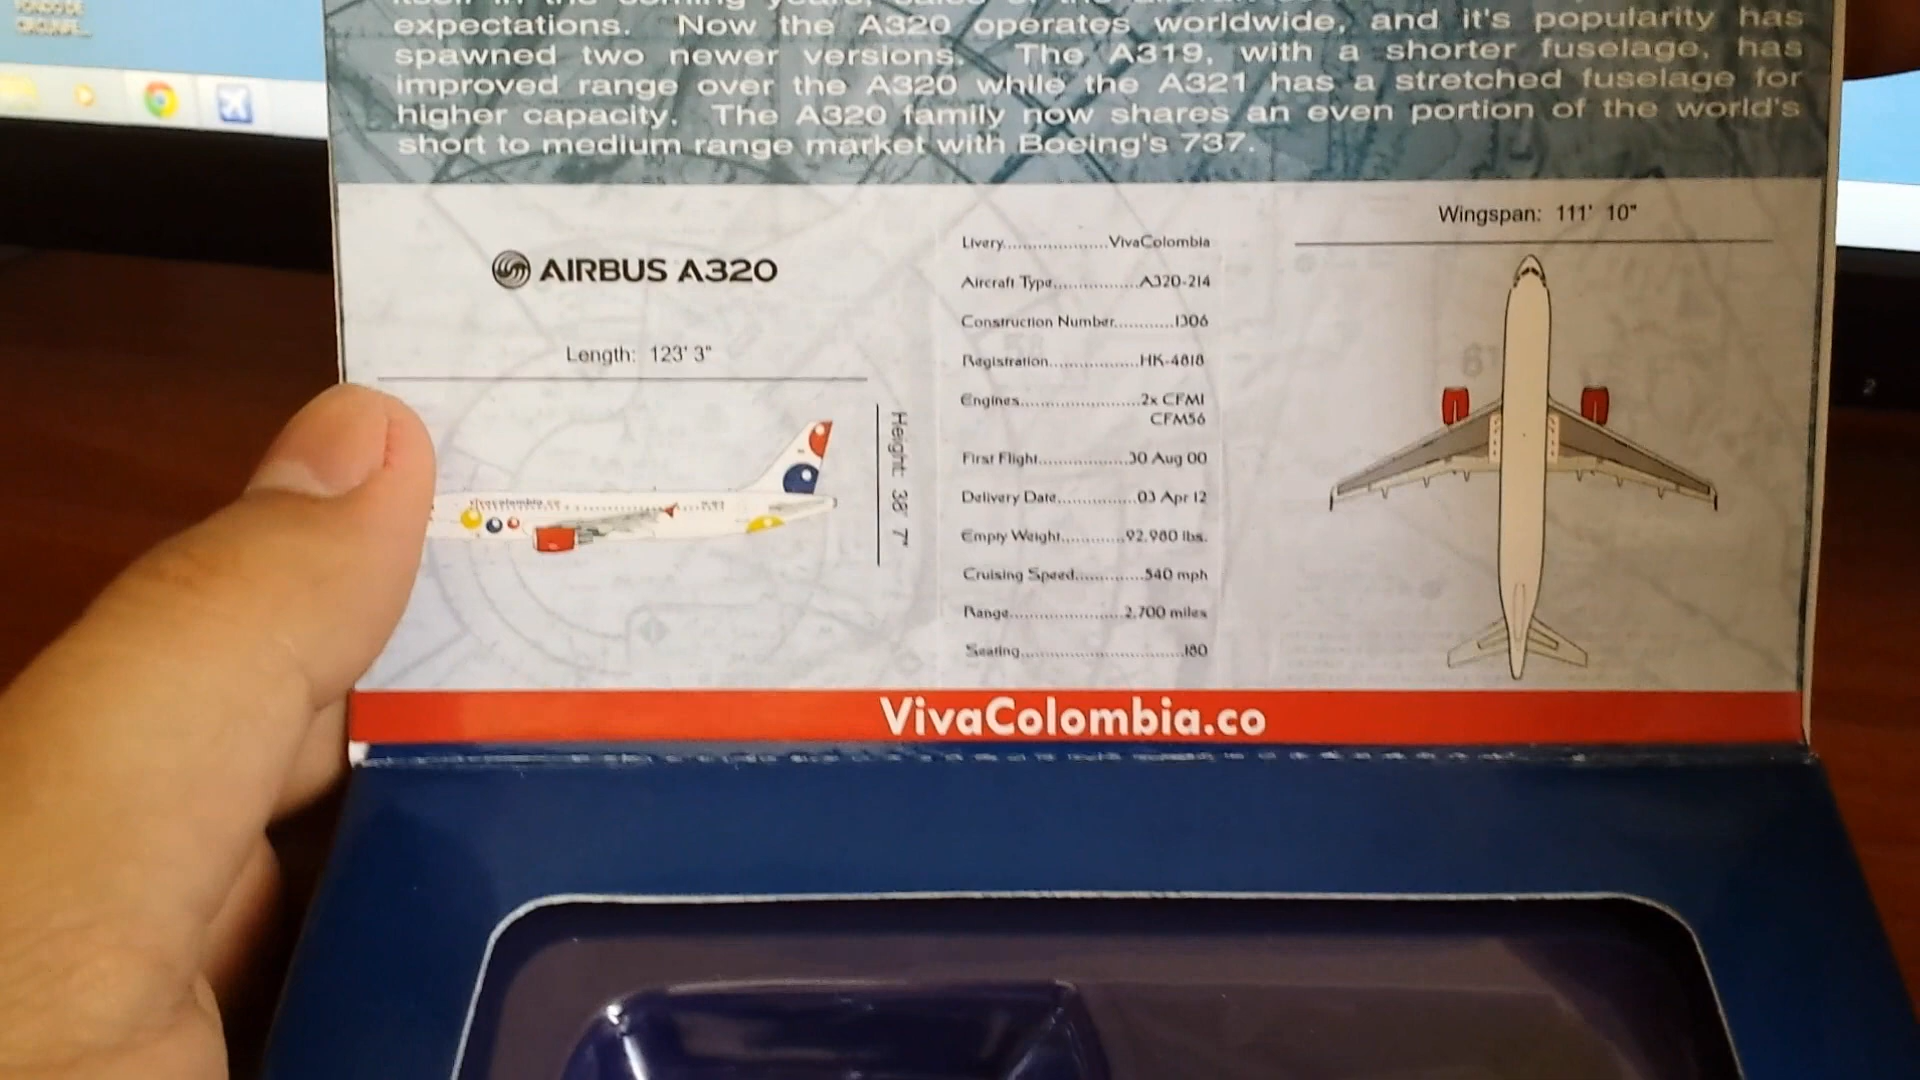 FONDO DE
expectations. Now the A320 operates worldwide, and it's popularity has
spawned two newer versions. The A319, with a shorter fuselage, has
improved range over the A320 while the A321 has a stretched fuselage for
higher capacity. The A320 family now shares an even portion of the world's
short to medium range market with Boeing's 737.
AIRBUS A320
Length: 123' 3"
Height: 38' 7"
vivacolombia.co
Livery....................VivaColombia
Aircraft Type................A320-214
Construction Number............1306
Registration.................HK-4818
Engines.......................2x CFMI
CFM56
First Flight.................30 Aug 00
Delivery Date...............03 Apr 12
Empty Weight............92,980 lbs.
Cruising Speed.............540 mph
Range......................2,700 miles
Seating...............................180
Wingspan: 111' 10"
VivaColombia.co
2